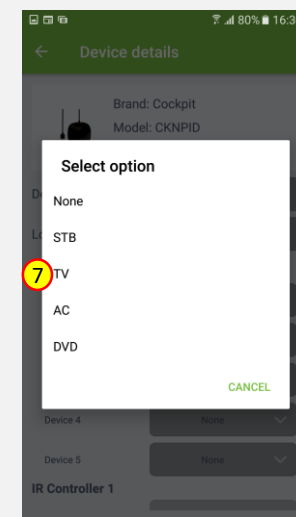 80% 16:3
Device details
Brand: Cockpit
Model: CKNPID
Select option
None
STB
7 TV
AC
DVD
CANCEL
Device 4 None
Device 5 None
IR Controller 1